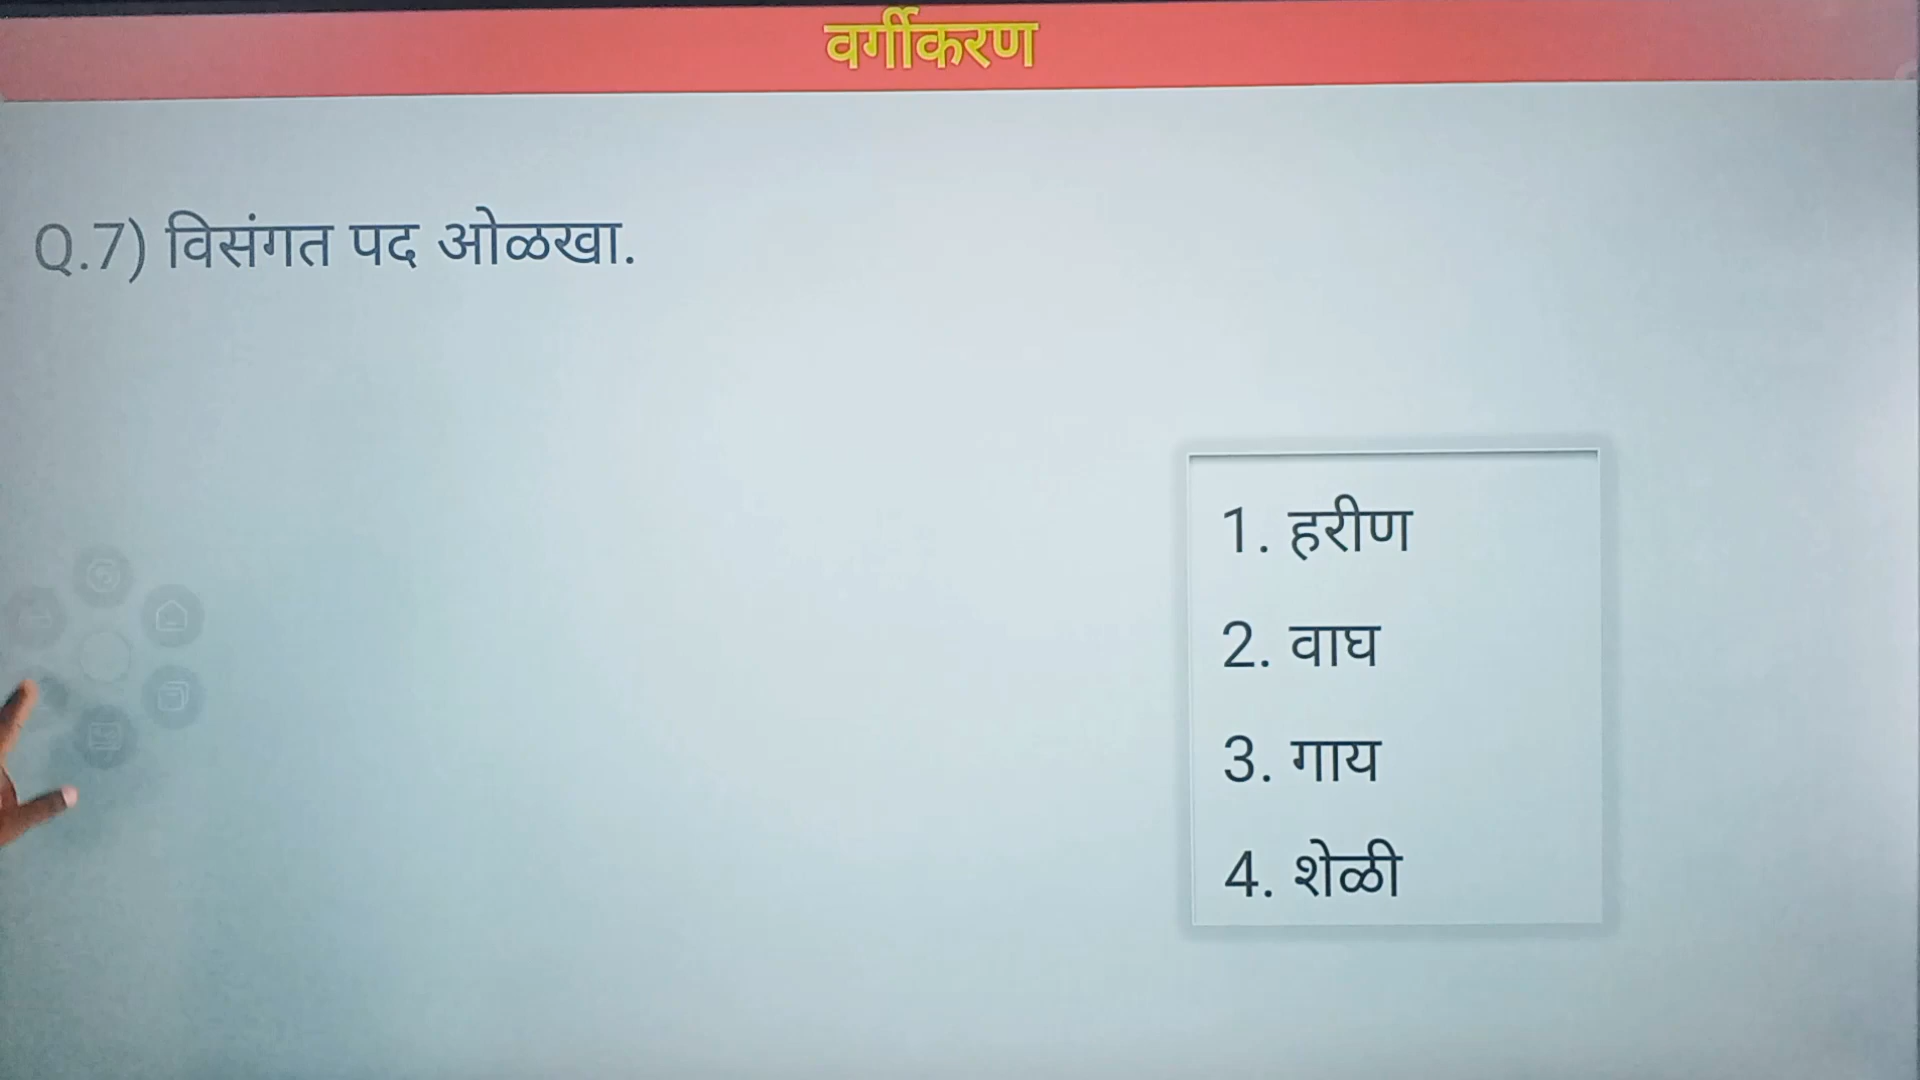 वर्गीकरण
Q.7) विसंगत पद ओळखा.
1. हरीण
2. वाघ
3. गाय
4. शेळी